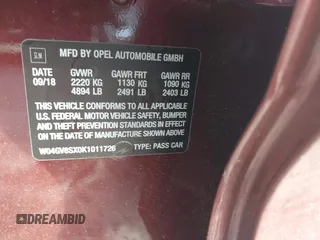 GM MFD BY OPEL AUTOMOBILE GMBH
DATE GVWR GAWR FRT GAWR RR
09/18 2220 KG 1130 KG 1090 KG
4894 LB 2491 LB 2403 LB
THIS VEHICLE CONFORMS TO ALL APPLICABLE
U.S. FEDERAL MOTOR VEHICLE SAFETY, BUMPER
AND THEFT PREVENTION STANDARDS IN EFFECT
ON THE DATE OF MANUFACTURE SHOWN ABOVE.
W04GV8SX0K1011726 TYPE: PASS CAR
DREAMBID